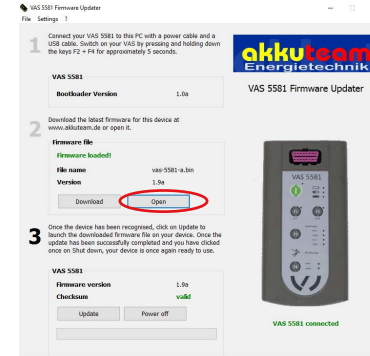 VAS 5581 Firmware Updater
File Settings ?
1
Connect your VAS 5581 to this PC with a power cable and a
USB cable. Switch on your VAS by pressing and holding down
the keys F2 + F4 for approximately 5 seconds.
akkuteam
Energietechnik
VAS 5581 Firmware Updater
VAS 5581
Bootloader Version 1.0a
2
Download the latest firmware for this device at
www.akkuteam.de or open it.
Firmware file
Firmware loaded!
File name vas-5581-a.bin
Version 1.9a
Download Open
3
Once the device has been recognised, click on Update to
launch the downloaded firmware file on your device. Once the
update has been successfully completed and you have clicked
once on Shut down, your device is once again ready to use.
VAS 5581
Firmware version 1.9a
Checksum valid
Update Power off
VAS 5581
VAS 5581 connected